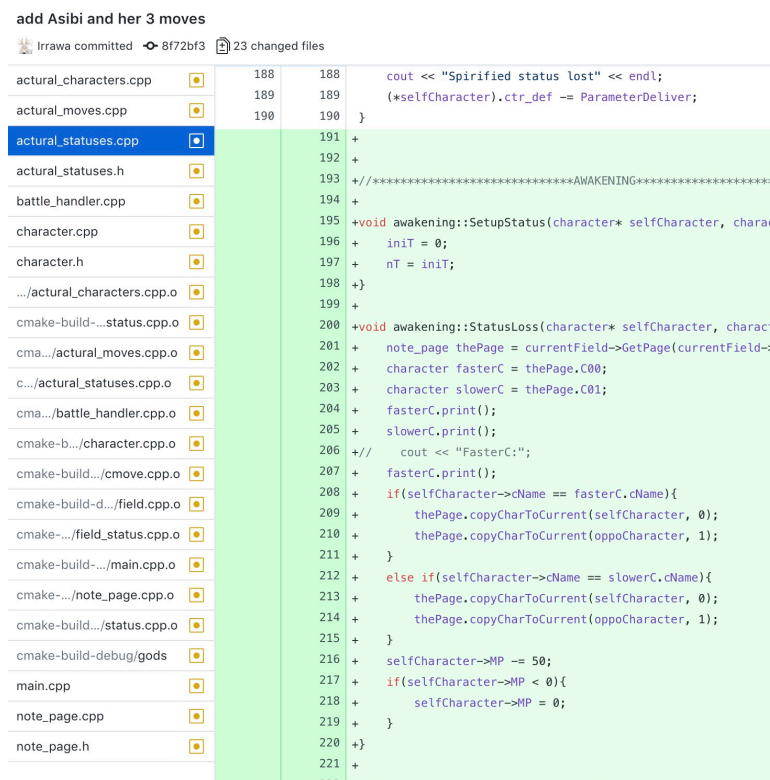 add Asibi and her 3 moves
Irrawa committed 8f72bf3 23 changed files
actural_characters.cpp
actural_moves.cpp
actural_statuses.cpp
actural_statuses.h
battle_handler.cpp
character.cpp
character.h
.../actural_characters.cpp.o
cmake-build-...status.cpp.o
cma.../actural_moves.cpp.o
c.../actural_statuses.cpp.o
cma.../battle_handler.cpp.o
cmake-b.../character.cpp.o
cmake-build.../cmove.cpp.o
cmake-build-d.../field.cpp.o
cmake-.../field_status.cpp.o
cmake-build-.../main.cpp.o
cmake-.../note_page.cpp.o
cmake-build.../status.cpp.o
cmake-build-debug/gods
main.cpp
note_page.cpp
note_page.h
188 188 cout << "Spirified status lost" << endl;
189 189 (*selfCharacter).ctr_def -= ParameterDeliver;
190 190 }
191 +
192 +
193 +//*****************************AWAKENING*******************
194 +
195 +void awakening::SetupStatus(character* selfCharacter, charac
196 + iniT = 0;
197 + nT = iniT;
198 +}
199 +
200 +void awakening::StatusLoss(character* selfCharacter, charact
201 + note_page thePage = currentField->GetPage(currentField->
202 + character fasterC = thePage.C00;
203 + character slowerC = thePage.C01;
204 + fasterC.print();
205 + slowerC.print();
206 +// cout << "FasterC:";
207 + fasterC.print();
208 + if(selfCharacter->cName == fasterC.cName){
209 + thePage.copyCharToCurrent(selfCharacter, 0);
210 + thePage.copyCharToCurrent(oppoCharacter, 1);
211 + }
212 + else if(selfCharacter->cName == slowerC.cName){
213 + thePage.copyCharToCurrent(selfCharacter, 0);
214 + thePage.copyCharToCurrent(oppoCharacter, 1);
215 + }
216 + selfCharacter->MP -= 50;
217 + if(selfCharacter->MP < 0){
218 + selfCharacter->MP = 0;
219 + }
220 +}
221 +